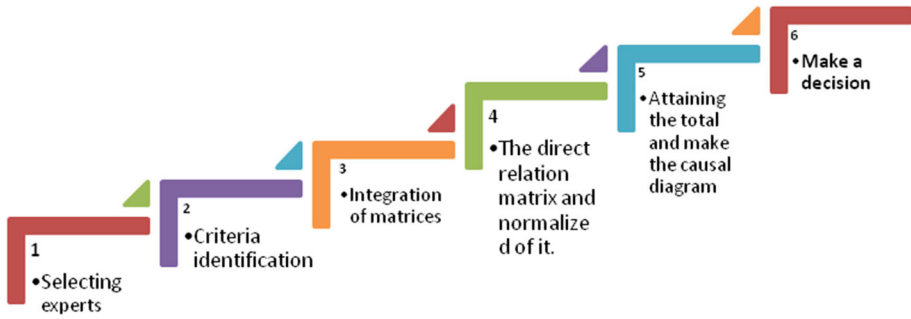 1
•Selecting
experts
2
•Criteria
identification
3
•Integration
of matrices
4
•The direct
relation
matrix and
normalize
d of it.
5
•Attaining
the total
and make
the causal
diagram
6
•Make a
decision